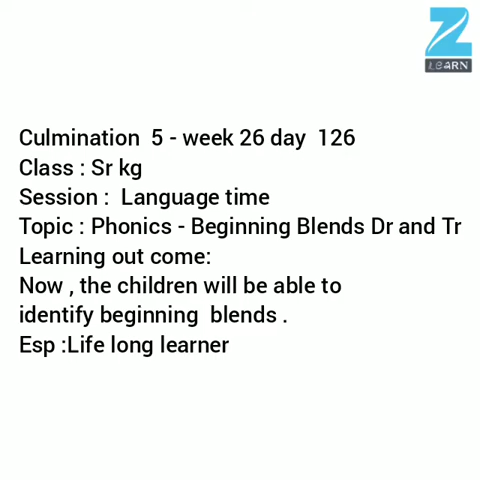 Z
LEARN
Culmination 5 - week 26 day 126
Class : Sr kg
Session : Language time
Topic : Phonics - Beginning Blends Dr and Tr
Learning out come:
Now , the children will be able to
identify beginning blends .
Esp :Life long learner